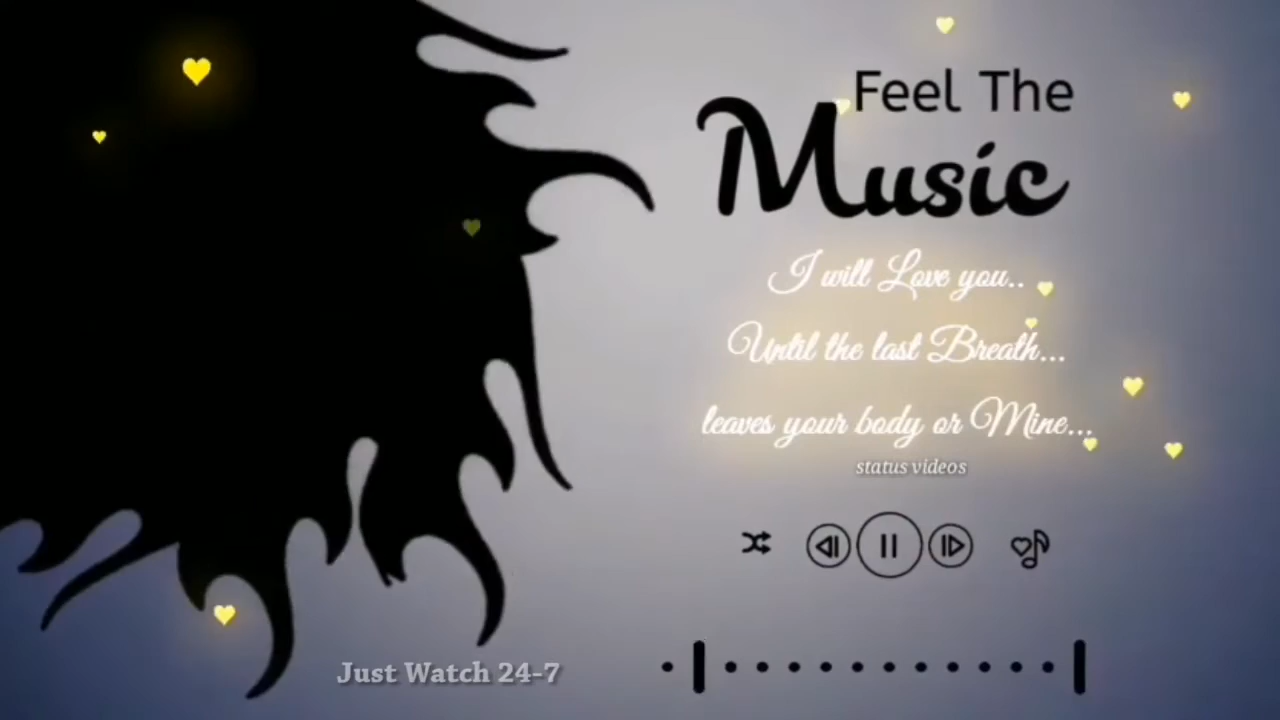 Feel The
Music
I will Love you..
Until the last Breath...
leaves your body or Mine...
status videos
Just Watch 24-7